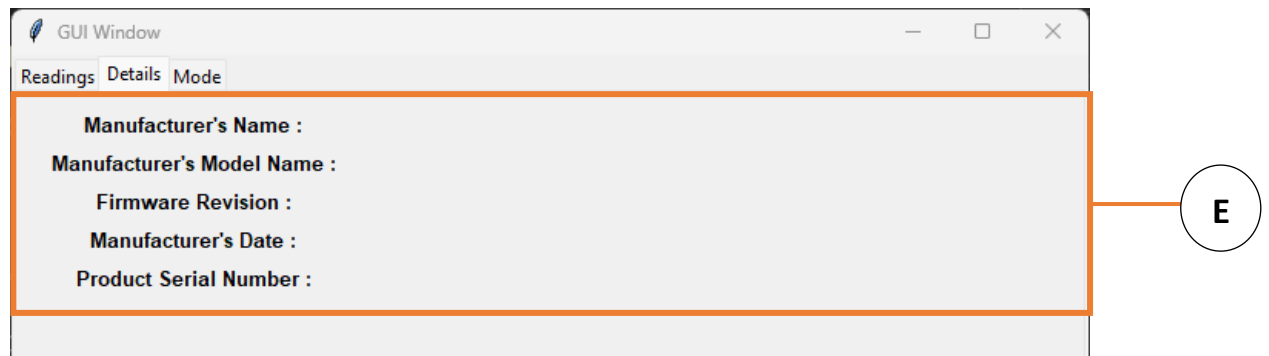 GUI Window
Readings Details Mode
Manufacturer's Name :
Manufacturer's Model Name :
Firmware Revision :
Manufacturer's Date :
Product Serial Number :
E